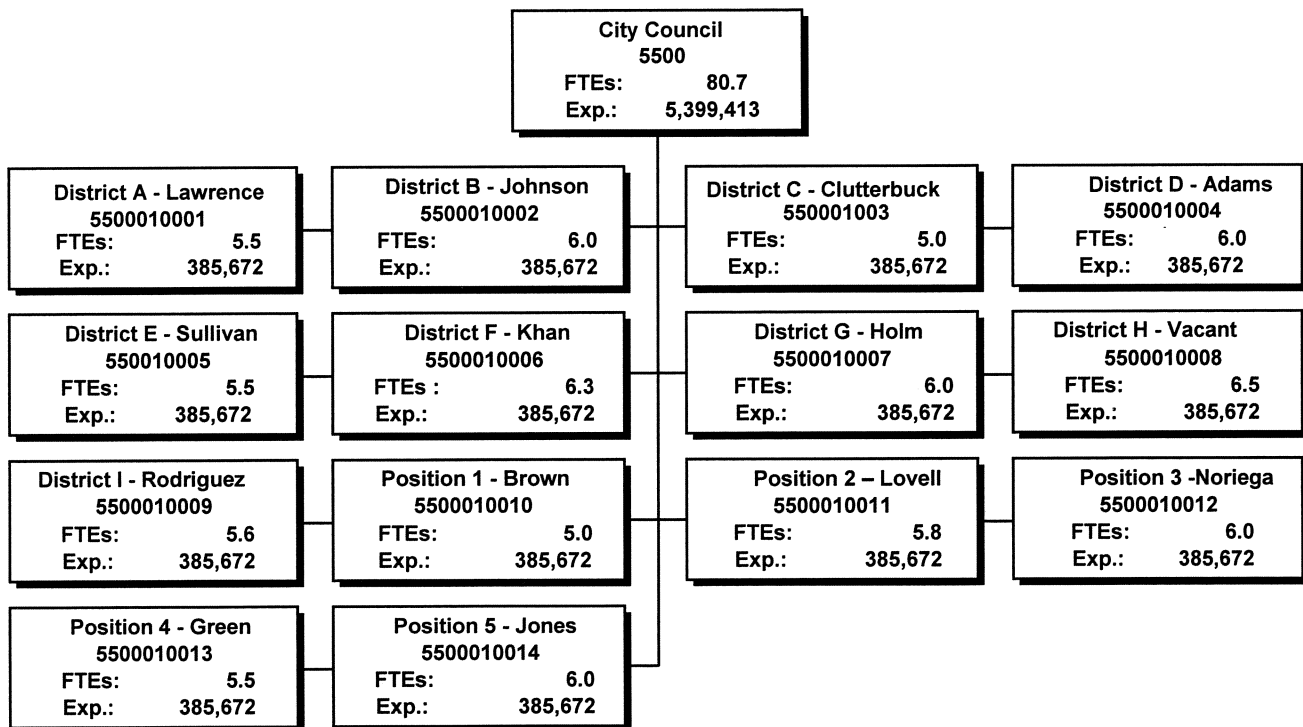 City Council
5500
FTEs: 80.7
Exp.: 5,399,413
District A - Lawrence
5500010001
FTEs: 5.5
Exp.: 385,672
District B - Johnson
5500010002
FTEs: 6.0
Exp.: 385,672
District C - Clutterbuck
550001003
FTEs: 5.0
Exp.: 385,672
District D - Adams
5500010004
FTEs: 6.0
Exp.: 385,672
District E - Sullivan
550010005
FTEs: 5.5
Exp.: 385,672
District F - Khan
5500010006
FTEs : 6.3
Exp.: 385,672
District G - Holm
5500010007
FTEs: 6.0
Exp.: 385,672
District H - Vacant
5500010008
FTEs: 6.5
Exp.: 385,672
District I - Rodriguez
5500010009
FTEs: 5.6
Exp.: 385,672
Position 1 - Brown
5500010010
FTEs: 5.0
Exp.: 385,672
Position 2 – Lovell
5500010011
FTEs: 5.8
Exp.: 385,672
Position 3 -Noriega
5500010012
FTEs: 6.0
Exp.: 385,672
Position 4 - Green
5500010013
FTEs: 5.5
Exp.: 385,672
Position 5 - Jones
5500010014
FTEs: 6.0
Exp.: 385,672